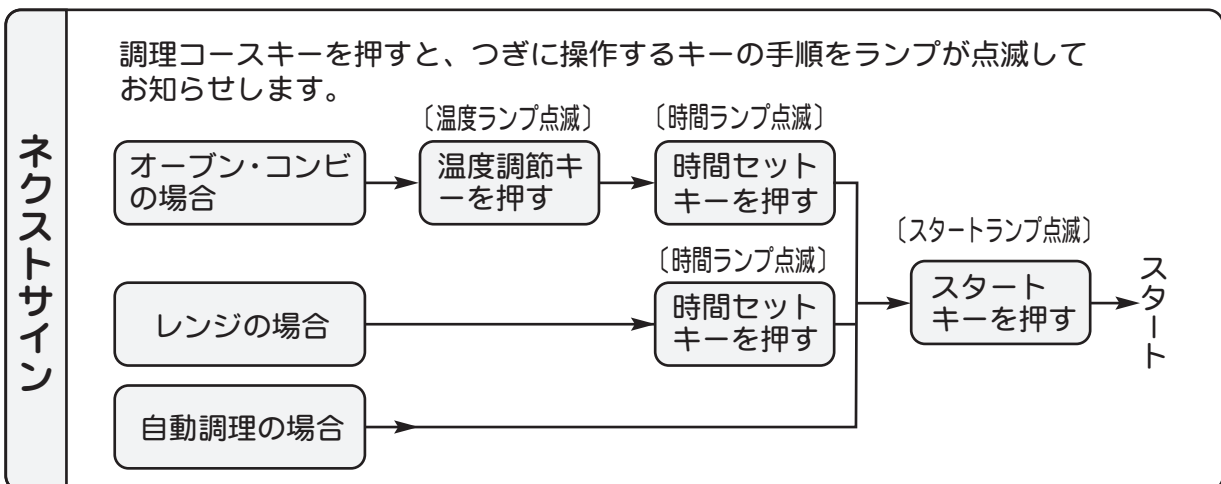 ネクストサイン
調理コースキーを押すと、つぎに操作するキーの手順をランプが点滅して
お知らせします。
〔温度ランプ点滅〕
〔時間ランプ点滅〕
オーブン・コンビ
の場合
温度調節キ
ーを押す
時間セット
キーを押す
〔スタートランプ点滅〕
〔時間ランプ点滅〕
レンジの場合
時間セット
キーを押す
スタート
キーを押す
スタート
自動調理の場合